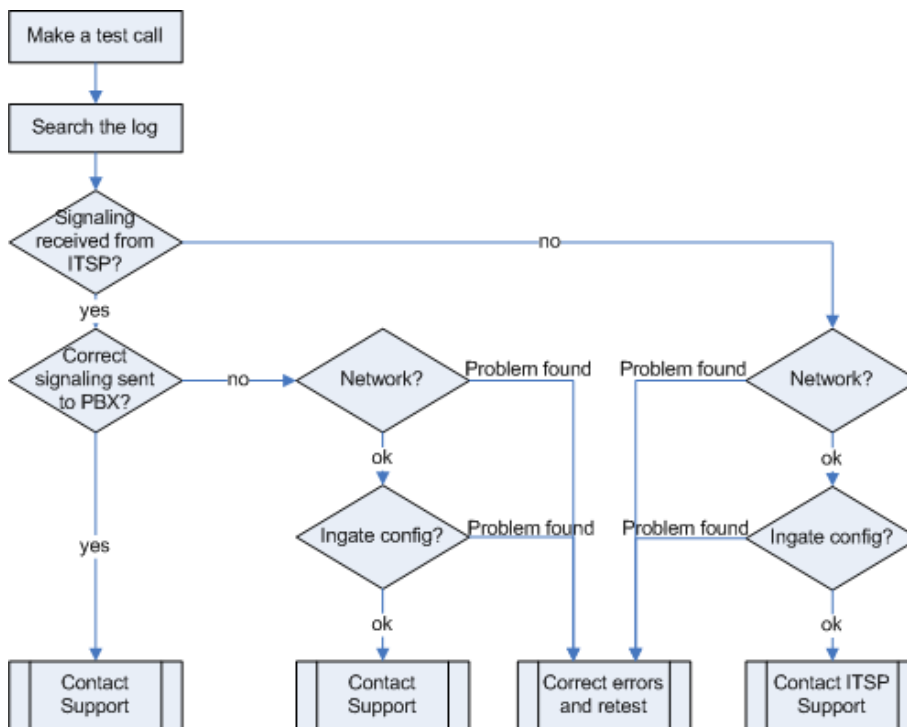 Make a test call
Search the log
Signaling
received from
ITSP?
no
yes
Correct
signaling sent
to PBX?
no
Network?
Problem found
Problem found
Network?
ok
ok
Ingate config?
Problem found
Problem found
Ingate config?
yes
ok
ok
Contact
Support
Contact
Support
Correct errors
and retest
Contact ITSP
Support